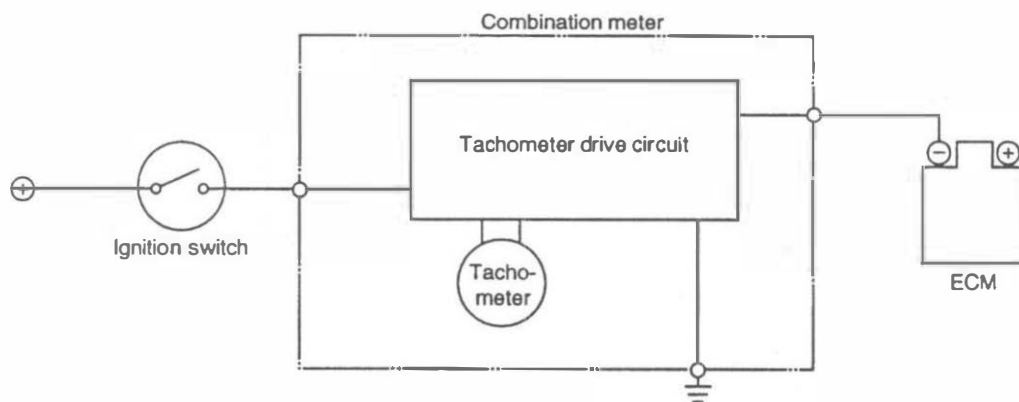 Combination meter
Tachometer drive circuit
Ignition switch
Tacho-
meter
ECM